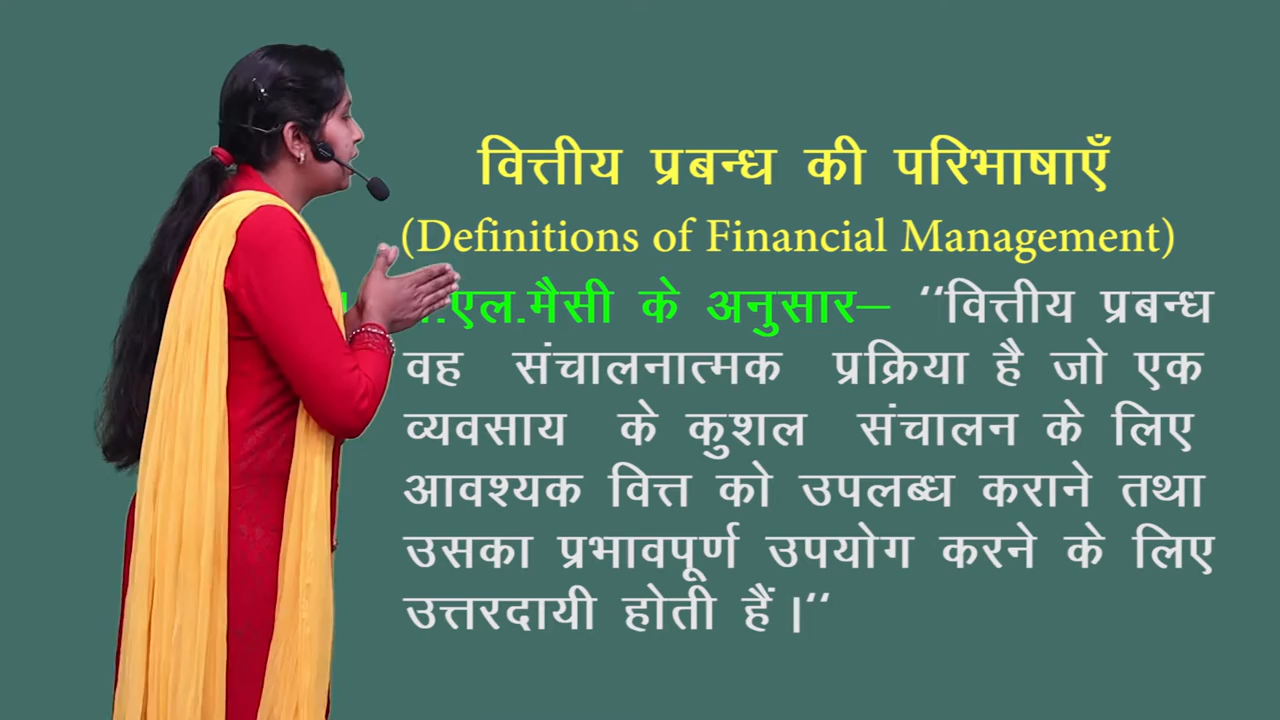 वित्तीय प्रबन्ध की परिभाषाएँ
(Definitions of Financial Management)
.एल.मैसी के अनुसार– ‘‘वित्तीय प्रबन्ध
वह संचालनात्मक प्रक्रिया है जो एक
व्यवसाय के कुशल संचालन के लिए
आवश्यक वित्त को उपलब्ध कराने तथा
उसका प्रभावपूर्ण उपयोग करने के लिए
उत्तरदायी होती हैं।‘‘